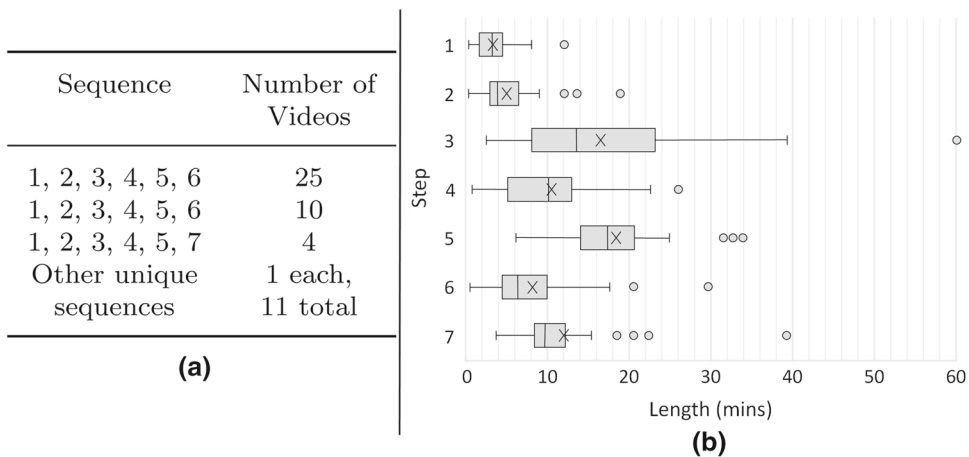 Sequence
Number of
Videos
1, 2, 3, 4, 5, 6
25
1, 2, 3, 4, 5, 6
10
1, 2, 3, 4, 5, 7
4
Other unique
sequences
1 each,
11 total
(a)
Step
1
2
3
4
5
6
7
0 10 20 30 40 50 60
Length (mins)
(b)